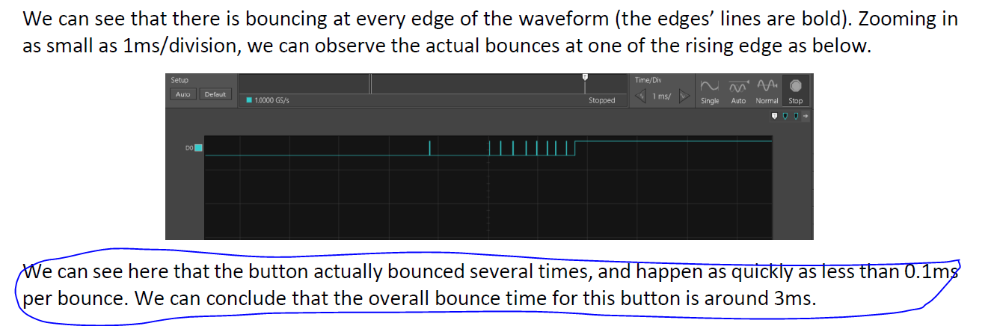 We can see that there is bouncing at every edge of the waveform (the edges’ lines are bold). Zooming in
as small as 1ms/division, we can observe the actual bounces at one of the rising edge as below.
Setup
Auto Default
1.0000 GS/s
Stopped
Time/Div
1 ms/
Single Auto Normal Stop
D0
We can see here that the button actually bounced several times, and happen as quickly as less than 0.1ms
per bounce. We can conclude that the overall bounce time for this button is around 3ms.